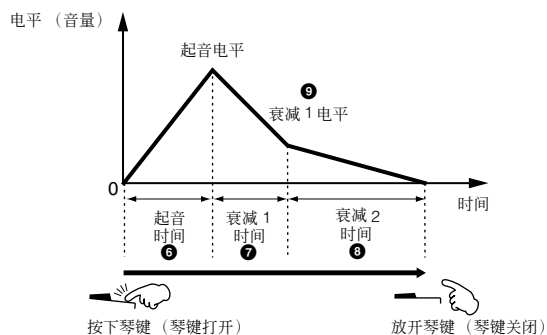 电平 （音量）
起音电平
❾
衰减 1 电平
0
时间
起音
时间
❻
衰减 1
时间
❼
衰减 2
时间
❽
按下琴键 （琴键打开）
放开琴键 （琴键关闭）